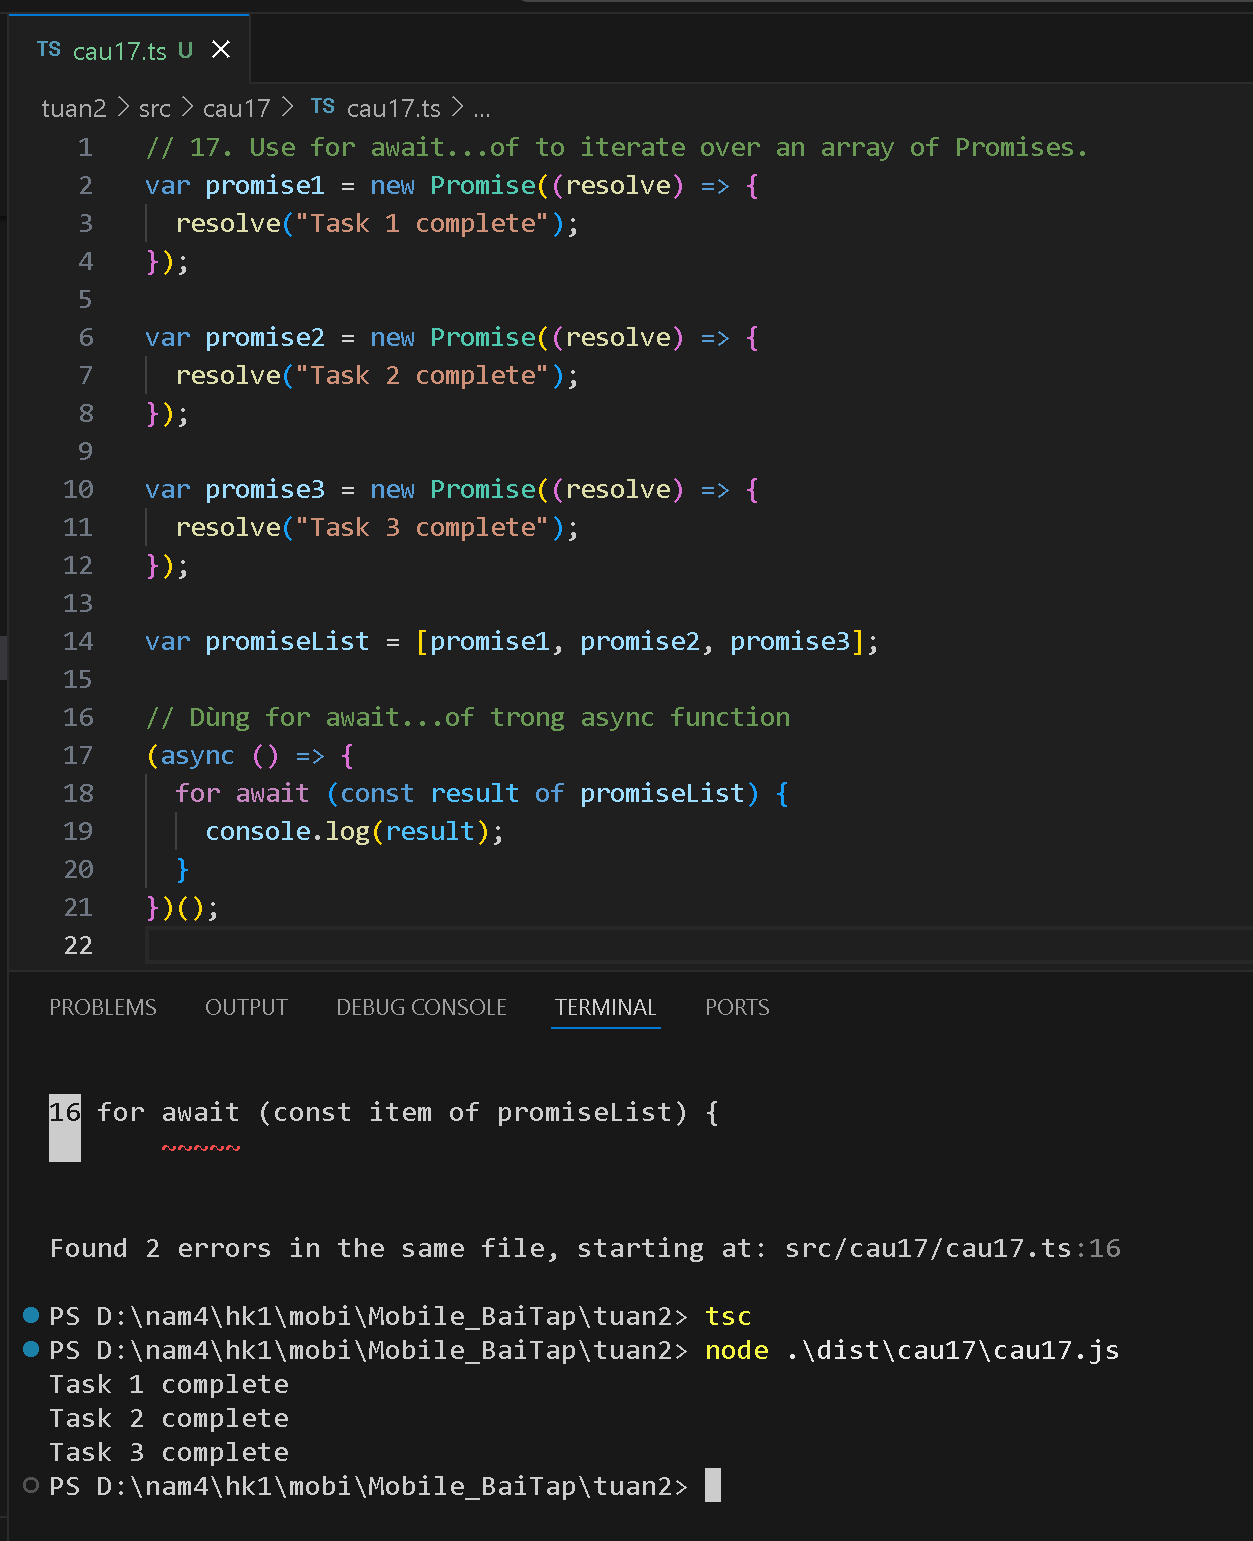 TS cau17.ts U
tuan2 > src > cau17 > TS cau17.ts > ...
1 // 17. Use for await...of to iterate over an array of Promises.
2 var promise1 = new Promise((resolve) => {
3 resolve("Task 1 complete");
4 });
5
6 var promise2 = new Promise((resolve) => {
7 resolve("Task 2 complete");
8 });
9
10 var promise3 = new Promise((resolve) => {
11 resolve("Task 3 complete");
12 });
13
14 var promiseList = [promise1, promise2, promise3];
15
16 // Dùng for await...of trong async function
17 (async () => {
18 for await (const result of promiseList) {
19 console.log(result);
20 }
21 })();
22
PROBLEMS OUTPUT DEBUG CONSOLE TERMINAL PORTS
16 for await (const item of promiseList) {
~~~~~
Found 2 errors in the same file, starting at: src/cau17/cau17.ts:16
PS D:\nam4\hk1\mobi\Mobile_BaiTap\tuan2> tsc
PS D:\nam4\hk1\mobi\Mobile_BaiTap\tuan2> node .\dist\cau17\cau17.js
Task 1 complete
Task 2 complete
Task 3 complete
PS D:\nam4\hk1\mobi\Mobile_BaiTap\tuan2>